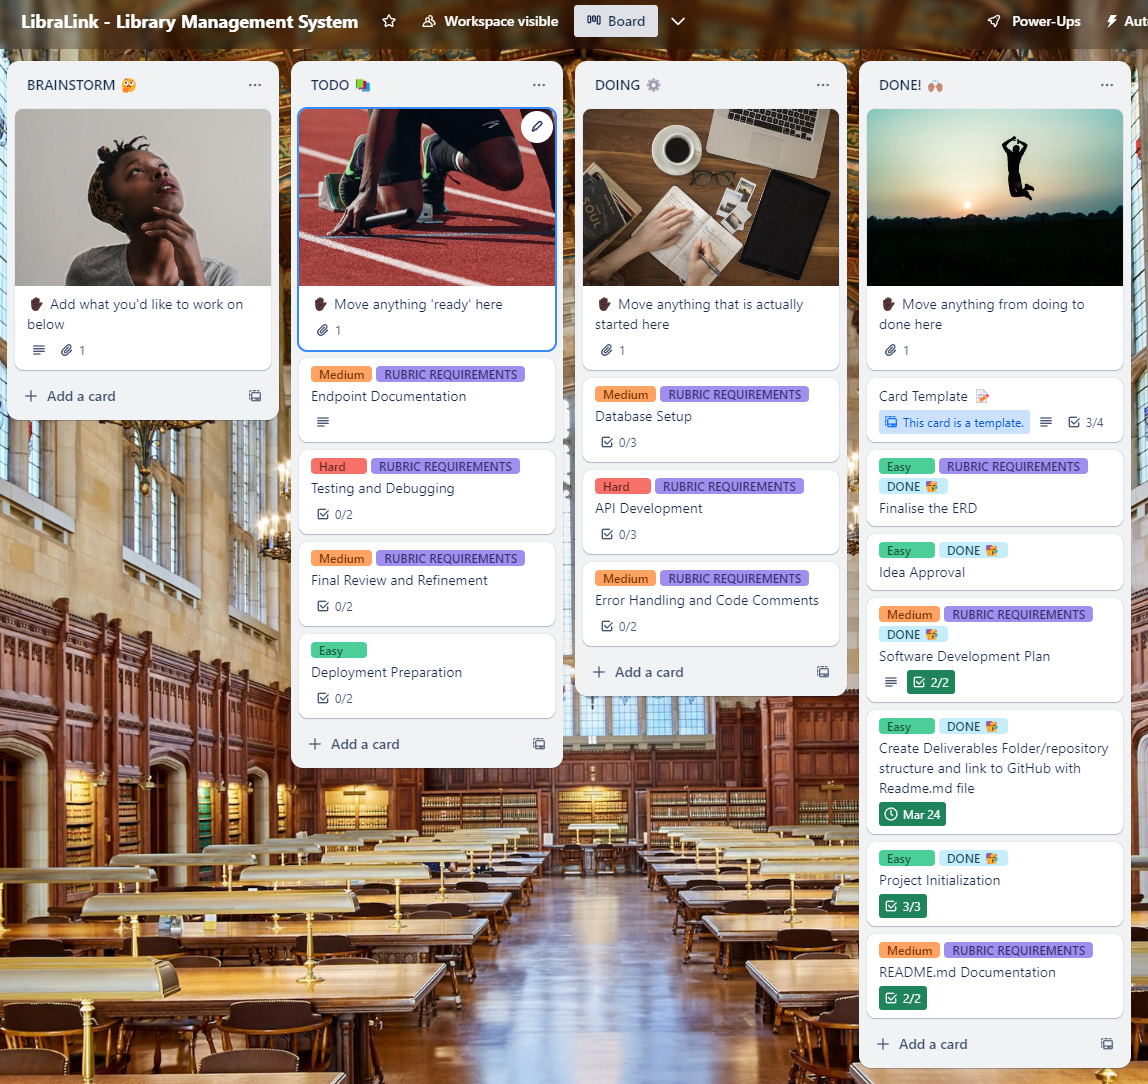 LibraLink - Library Management System
Workspace visible
Board
Power-Ups
BRAINSTORM 🤔
✋🏿 Add what you'd like to work on
below
1
Add a card
TODO
✋🏿 Move anything 'ready' here
1
Medium RUBRIC REQUIREMENTS
Endpoint Documentation
Hard RUBRIC REQUIREMENTS
Testing and Debugging
0/2
Medium RUBRIC REQUIREMENTS
Final Review and Refinement
0/2
Easy
Deployment Preparation
0/2
Add a card
DOING ⚙️
SOUL
✋🏿 Move anything that is actually
started here
1
Medium RUBRIC REQUIREMENTS
Database Setup
0/3
Hard RUBRIC REQUIREMENTS
API Development
0/3
Medium RUBRIC REQUIREMENTS
Error Handling and Code Comments
0/2
Add a card
DONE! 🙌🏽
✋🏿 Move anything from doing to
done here
1
Card Template 📝
This card is a template.
3/4
Easy RUBRIC REQUIREMENTS
DONE
Finalise the ERD
Easy DONE
Idea Approval
Medium RUBRIC REQUIREMENTS
DONE
Software Development Plan
2/2
Easy DONE
Create Deliverables Folder/repository
structure and link to GitHub with
Readme.md file
Mar 24
Easy DONE
Project Initialization
3/3
Medium RUBRIC REQUIREMENTS
README.md Documentation
2/2
Add a card